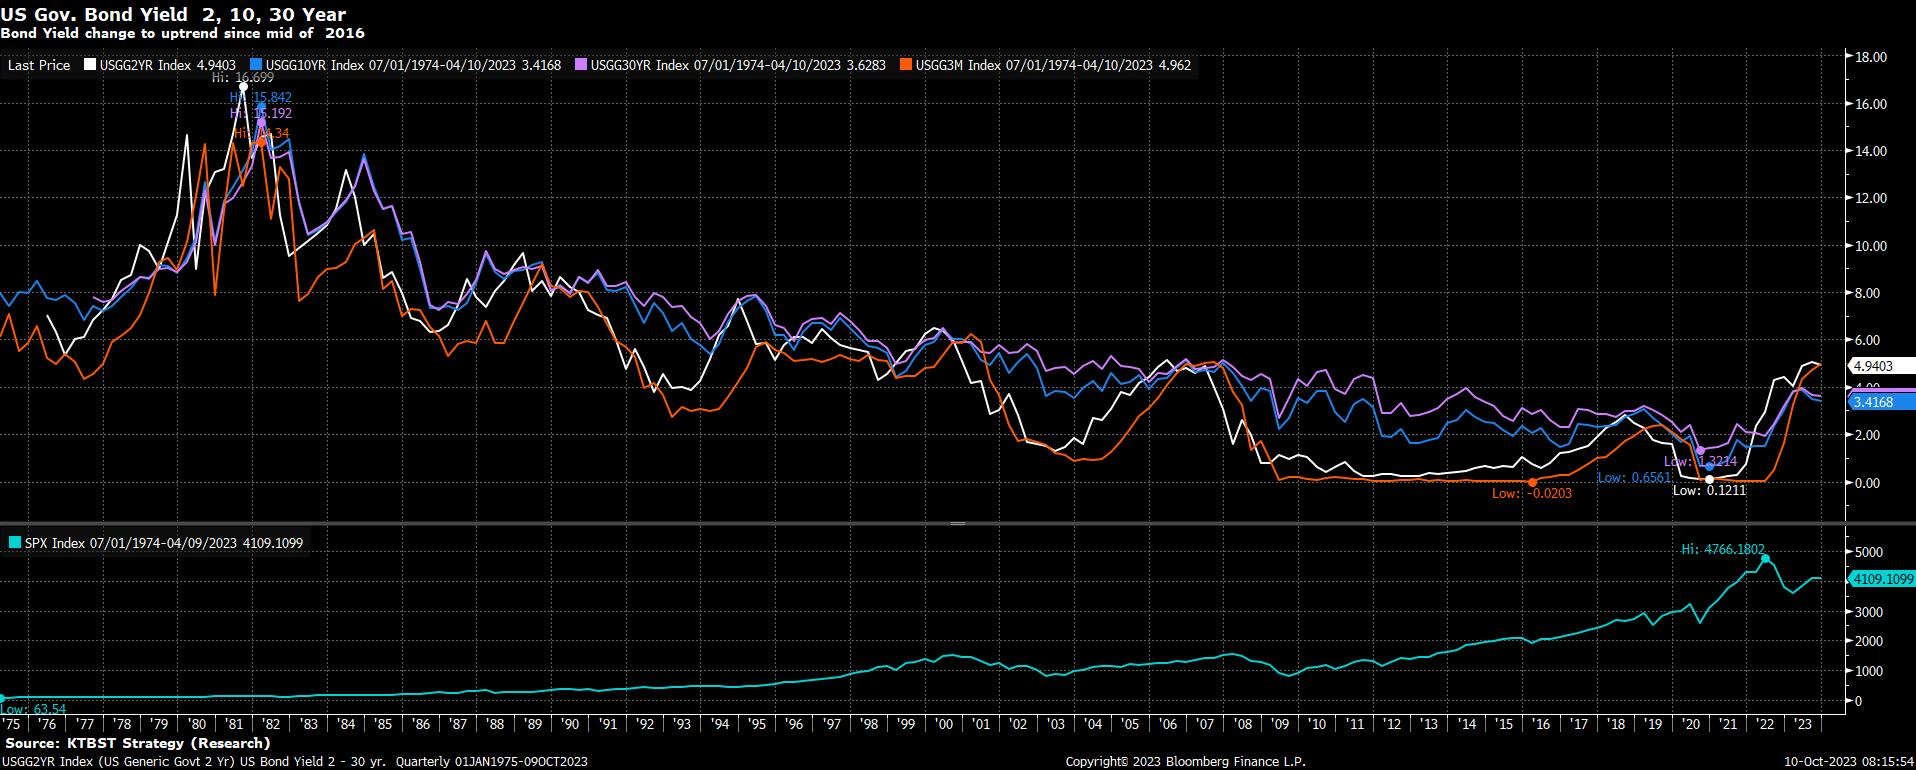 US Gov. Bond Yield 2, 10, 30 Year
Bond Yield change to uptrend since mid of 2016
Last Price USGG2YR Index 4.9403 USGG10YR Index 07/01/1974-04/10/2023 3.4168 USGG30YR Index 07/01/1974-04/10/2023 3.6283 USGG3M Index 07/01/1974-04/10/2023 4.962
Hi: 16.699
Hi: 15.842
Hi: 15.192
18.00
16.00
14.00
12.00
10.00
8.00
6.00
4.9403
4.00
3.4168
2.00
0.00
Low: 1.3214
Low: 0.6561
Low: 0.1211
Low: -0.0203
SPX Index 07/01/1974-04/09/2023 4109.1099
Hi: 4766.1802
5000
4109.1099
3000
2000
1000
0
Low: 63.54
'75 '76 '77 '78 '79 '80 '81 '82 '83 '84 '85 '86 '87 '88 '89 '90 '91 '92 '93 '94 '95 '96 '97 '98 '99 '00 '01 '02 '03 '04 '05 '06 '07 '08 '09 '10 '11 '12 '13 '14 '15 '16 '17 '18 '19 '20 '21 '22 '23
Source: KTBST Strategy (Research)
USGG2YR Index (US Generic Govt 2 Yr) US Bond Yield 2 - 30 yr. Quarterly 01JAN1975-09OCT2023 Copyright© 2023 Bloomberg Finance L.P. 10-Oct-2023 08:15:54